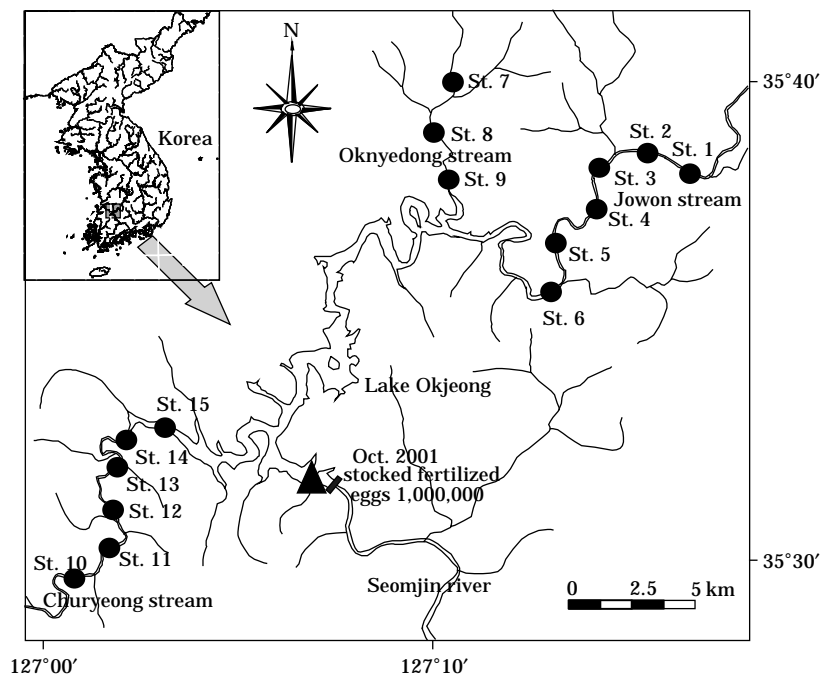 N
Korea
St. 7
35°40'
St. 8
St. 2
St. 1
Oknyedong stream
St. 9
St. 3
Jowon stream
St. 4
St. 5
St. 6
Lake Okjeong
St. 15
St. 14
Oct. 2001
stocked fertilized
eggs 1,000,000
St. 13
St. 12
St. 11
St. 10
35°30'
Churyeong stream
Seomjin river
0 2.5 5 km
127°00'
127°10'